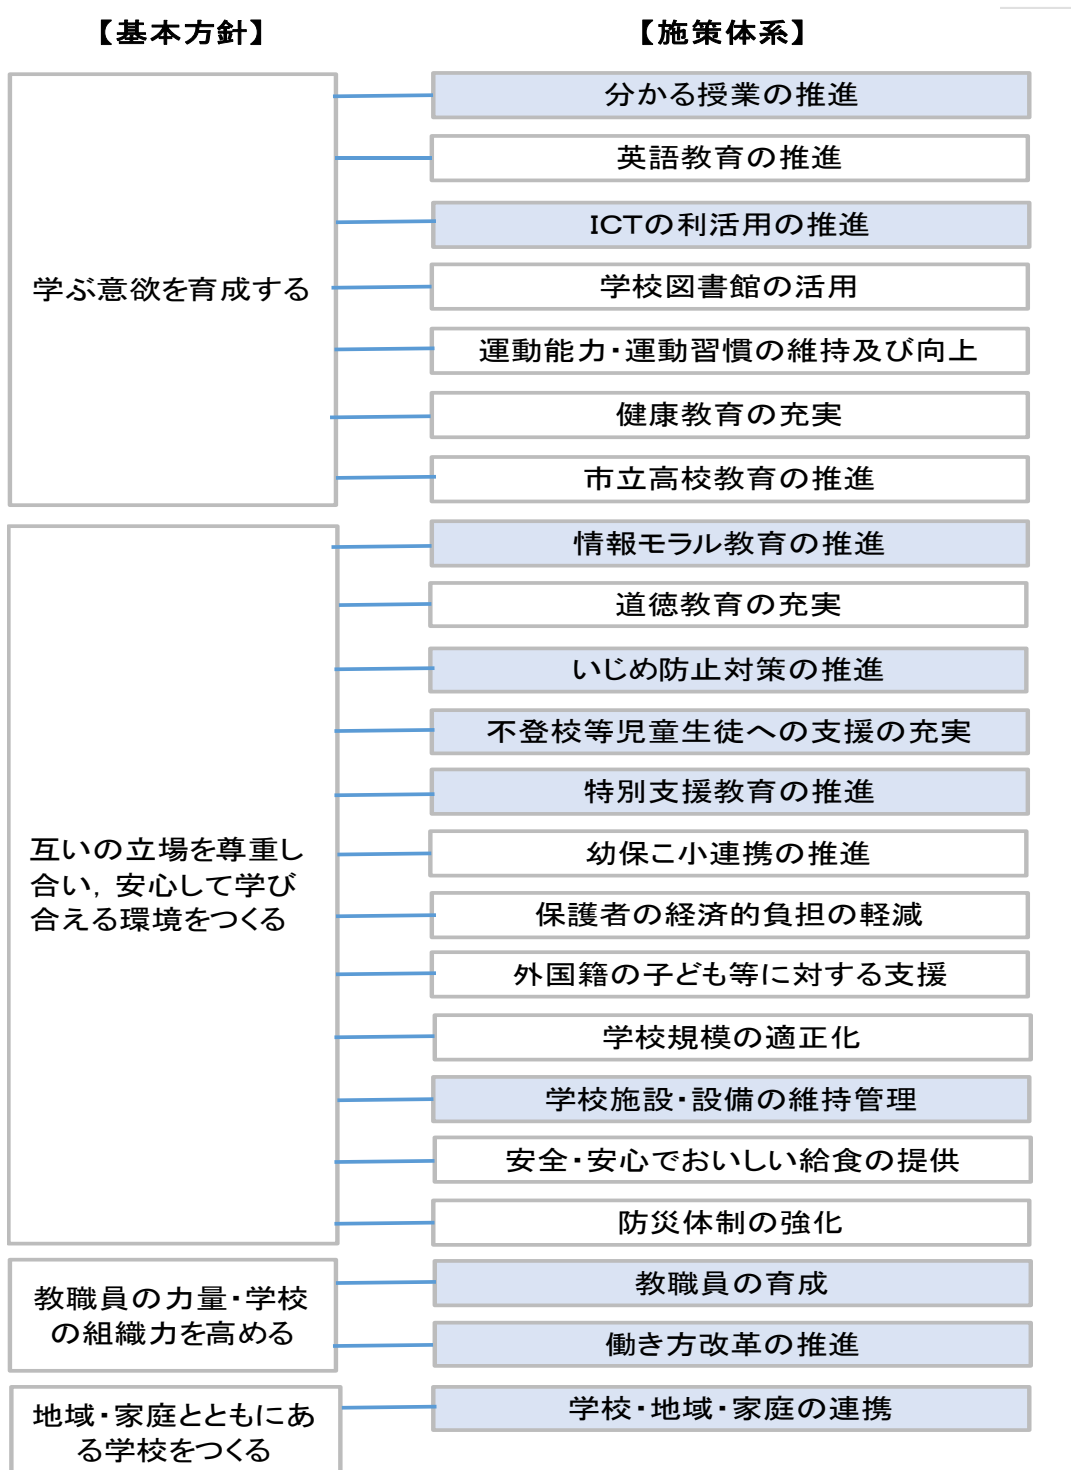 【基本方針】
【施策体系】
学ぶ意欲を育成する
分かる授業の推進
英語教育の推進
ICTの利活用の推進
学校図書館の活用
運動能力・運動習慣の維持及び向上
健康教育の充実
市立高校教育の推進
互いの立場を尊重し
合い，安心して学び
合える環境をつくる
情報モラル教育の推進
道徳教育の充実
いじめ防止対策の推進
不登校等児童生徒への支援の充実
特別支援教育の推進
幼保こ小連携の推進
保護者の経済的負担の軽減
外国籍の子ども等に対する支援
学校規模の適正化
学校施設・設備の維持管理
安全・安心でおいしい給食の提供
防災体制の強化
教職員の力量・学校
の組織力を高める
教職員の育成
働き方改革の推進
地域・家庭とともにあ
る学校をつくる
学校・地域・家庭の連携